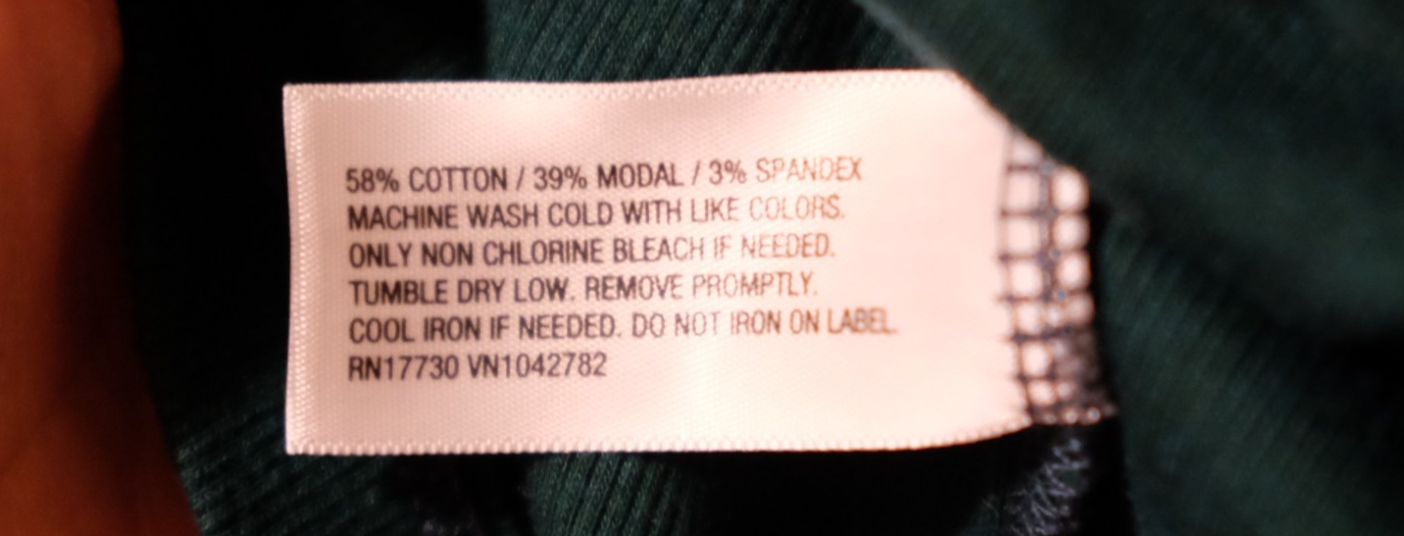 58% COTTON / 39% MODAL / 3% SPANDEX
MACHINE WASH COLD WITH LIKE COLORS.
ONLY NON CHLORINE BLEACH IF NEEDED.
TUMBLE DRY LOW. REMOVE PROMPTLY.
COOL IRON IF NEEDED. DO NOT IRON ON LABEL.
RN17730 VN1042782